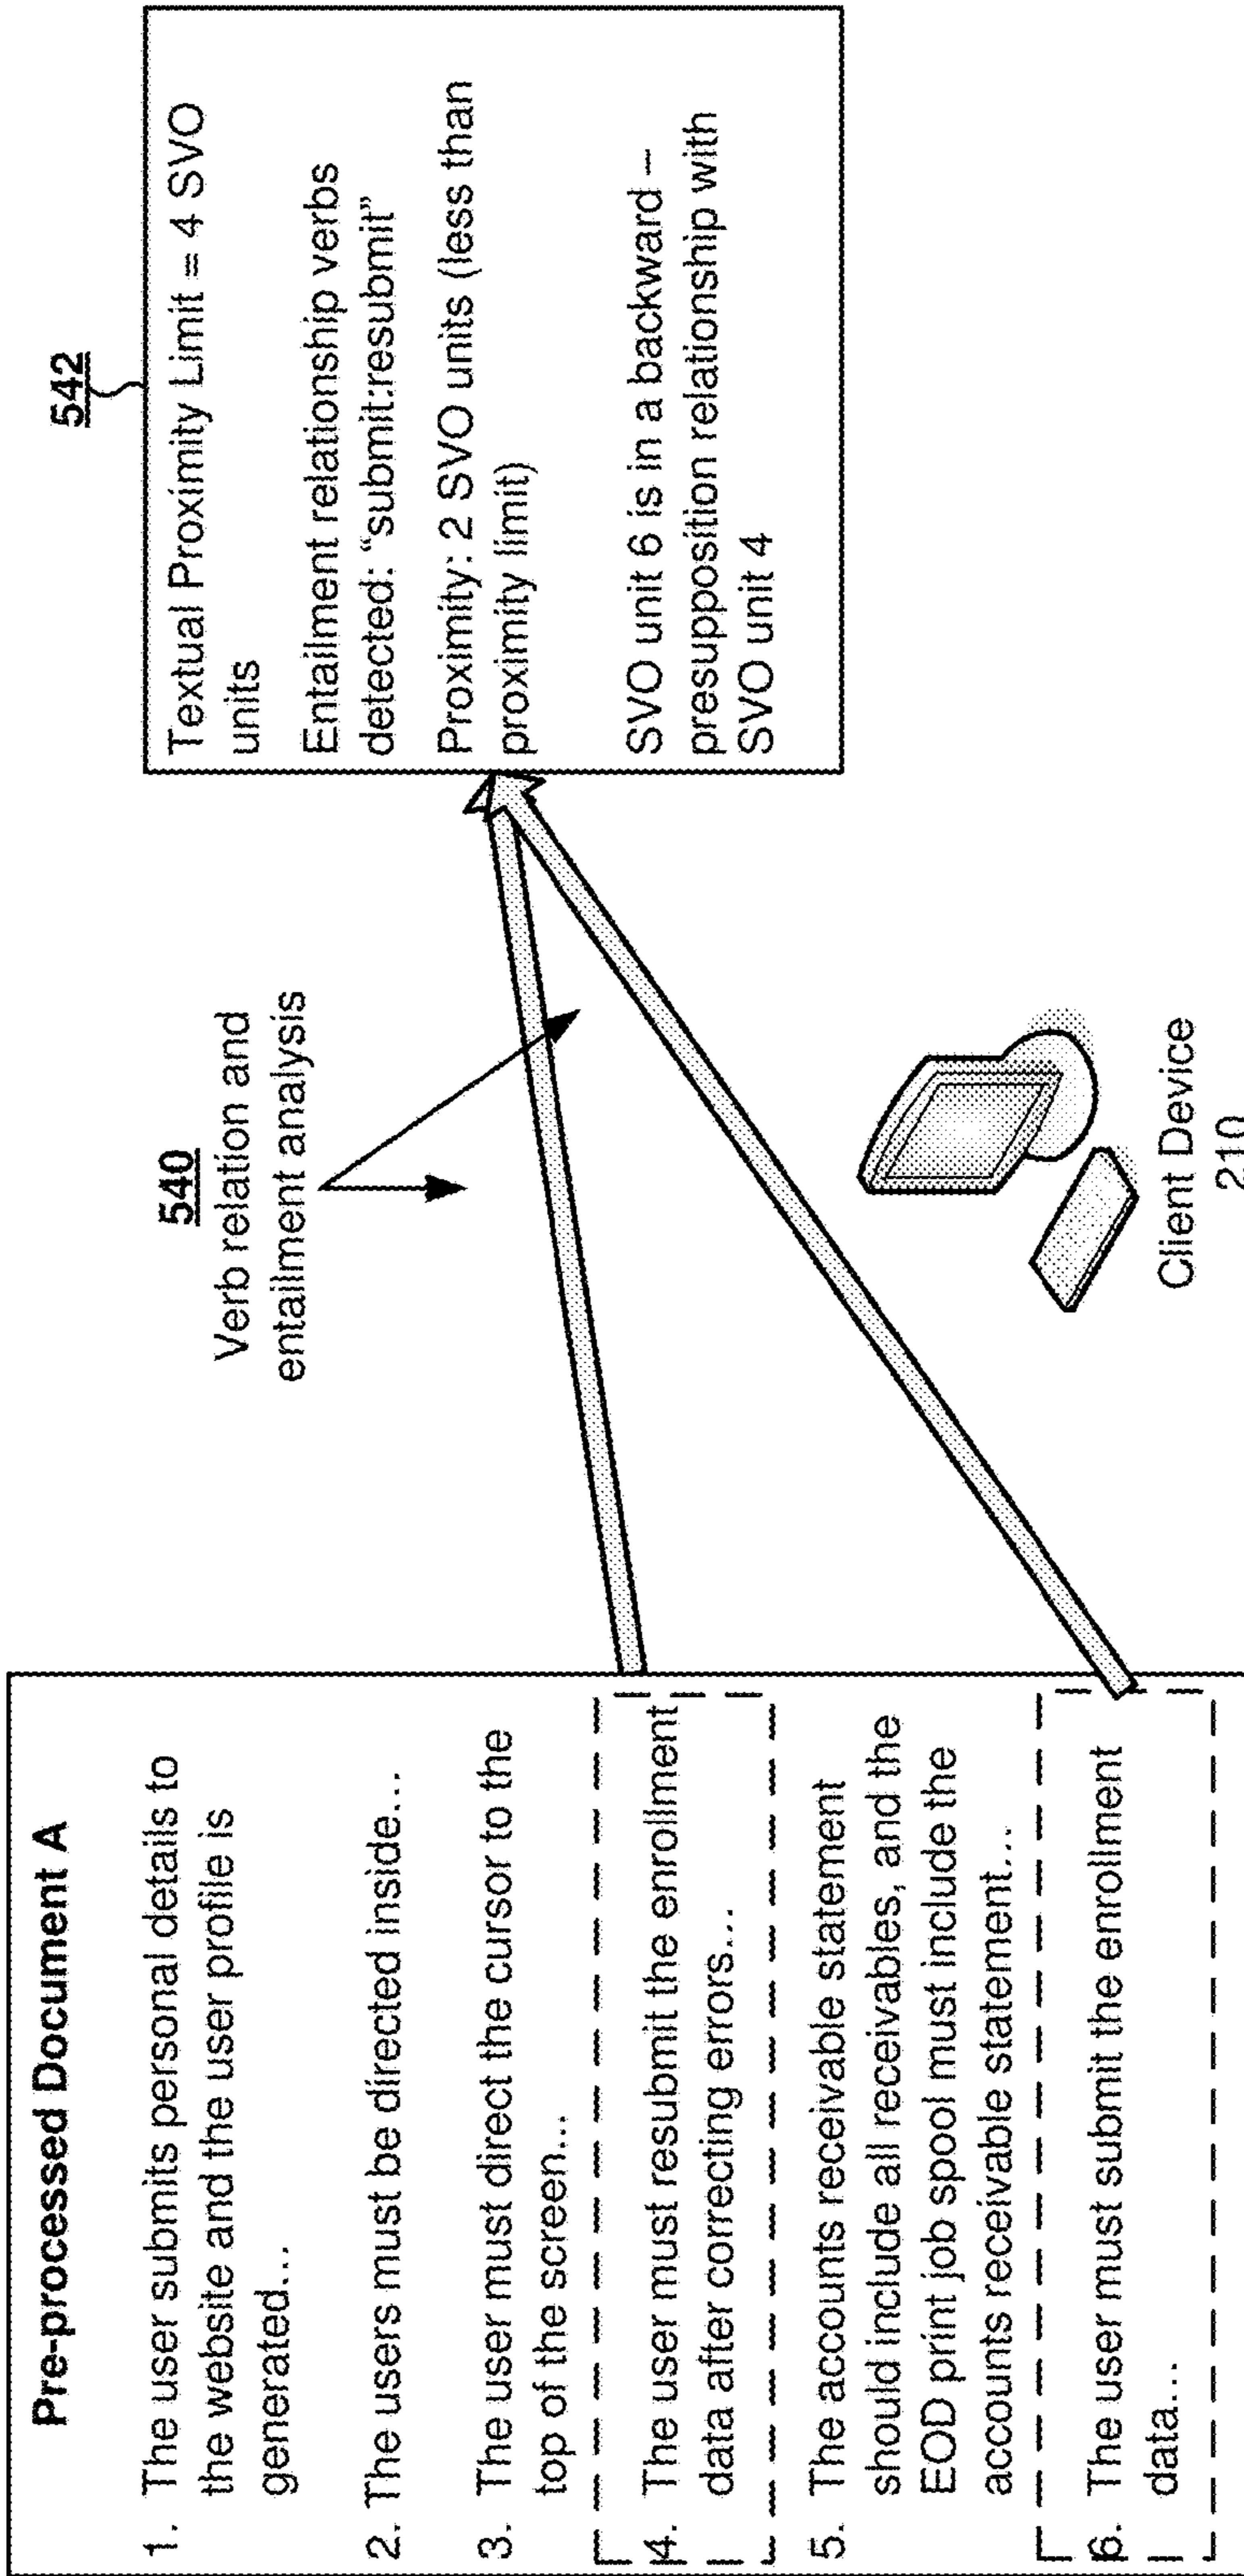 Pre-processed Document A
1. The user submits personal details to
the website and the user profile is
generated...
2. The users must be directed inside...
3. The user must direct the cursor to the
top of the screen...
4. The user must resubmit the enrollment
data after correcting errors...
5. The accounts receivable statement
should include all receivables, and the
EOD print job spool must include the
accounts receivable statement...
6. The user must submit the enrollment
data...
540
Verb relation and
entailment analysis
Client Device
210
542
Textual Proximity Limit = 4 SVO
units
Entailment relationship verbs
detected: “submit:resubmit”
Proximity: 2 SVO units (less than
proximity limit)
SVO unit 6 is in a backward –
presupposition relationship with
SVO unit 4